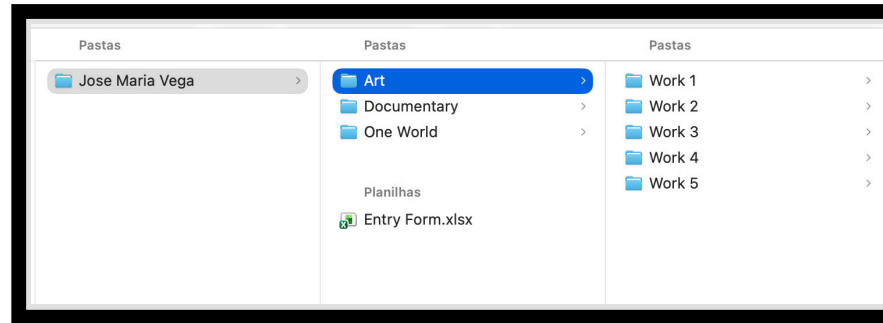 Pastas
Jose Maria Vega
Pastas
Art
Documentary
One World
Planilhas
Entry Form.xlsx
Pastas
Work 1
Work 2
Work 3
Work 4
Work 5